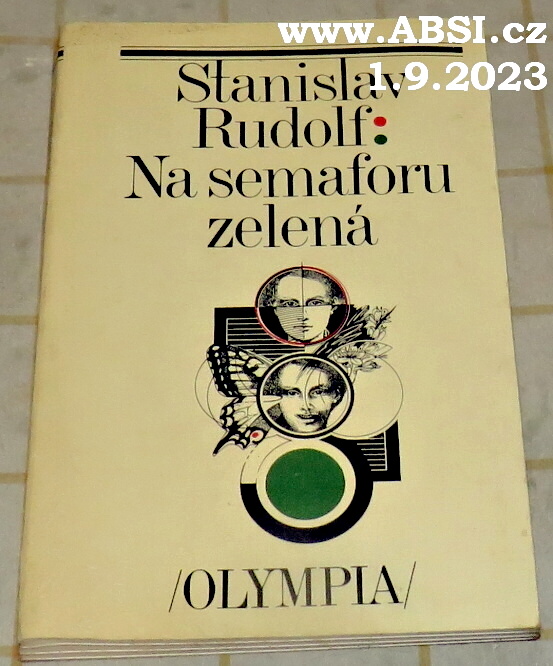 www.ABSI.cz
1.9.2023
Stanislav
Rudolf:
Na semaforu
zelená
/OLYMPIA/